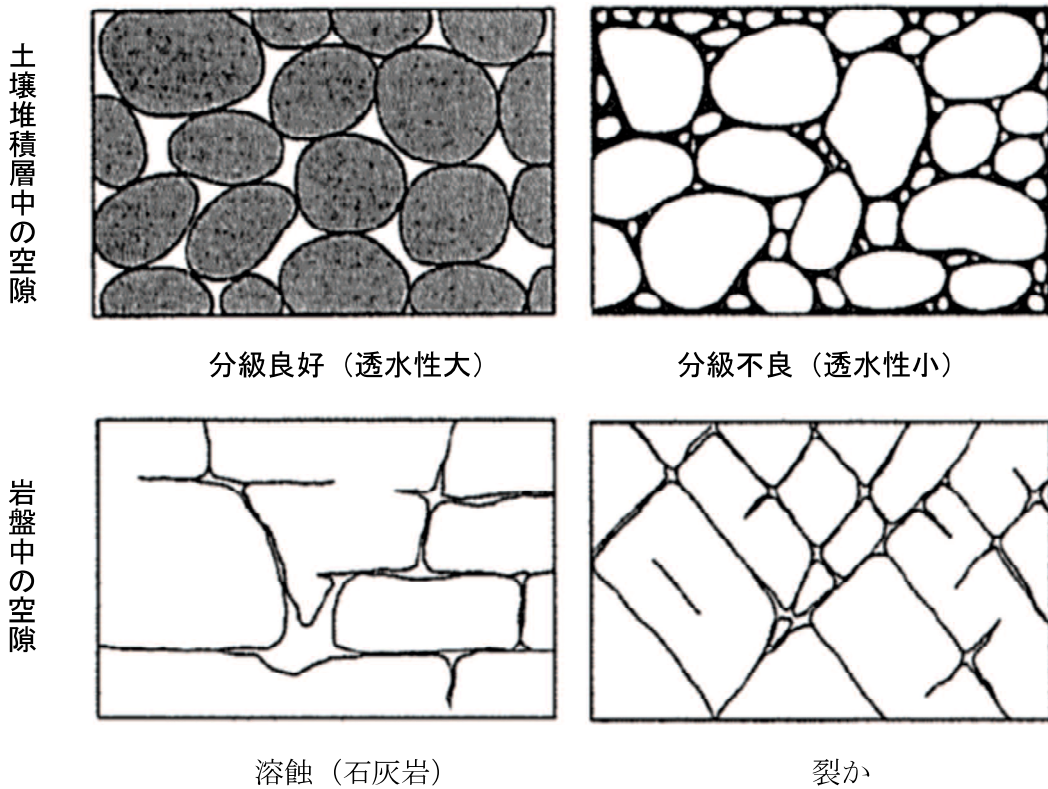 土壌堆積層中の空隙
分級良好（透水性大）
分級不良（透水性小）
岩盤中の空隙
溶蝕（石灰岩）
裂か